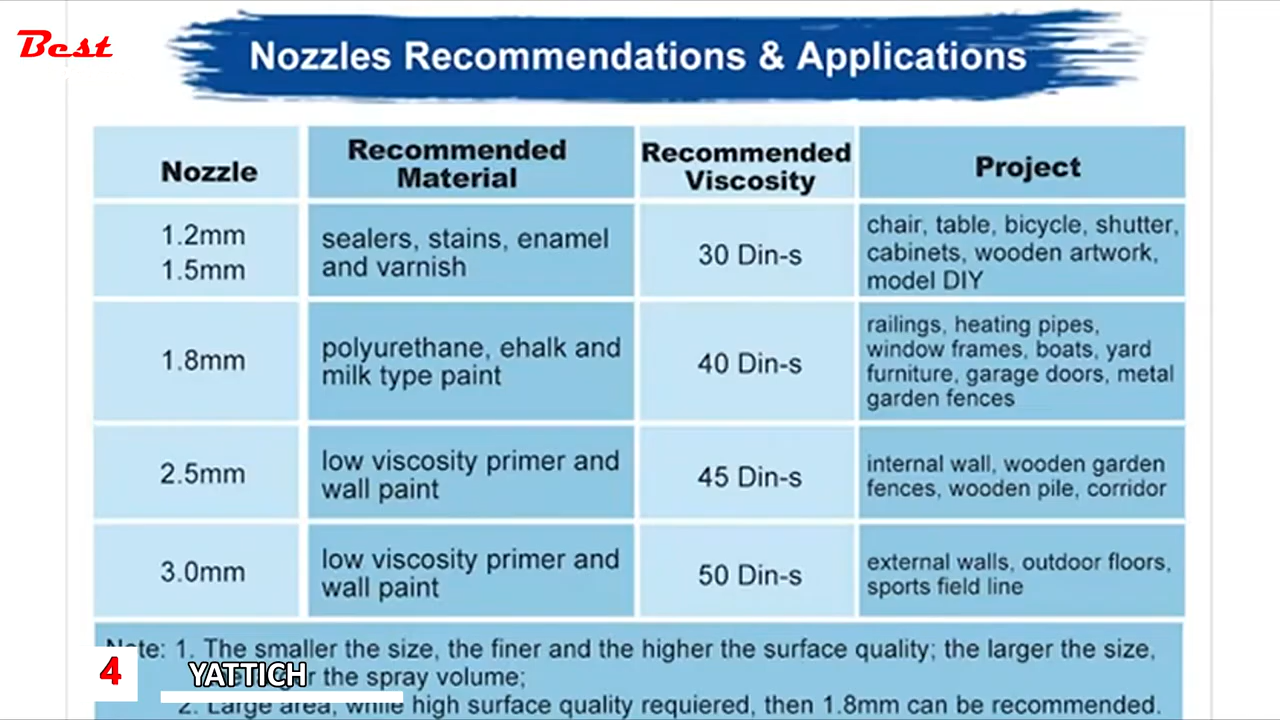 Best
Nozzles Recommendations & Applications
Nozzle
Recommended
Material
Recommended
Viscosity
Project
1.2mm
1.5mm
sealers, stains, enamel
and varnish
30 Din-s
chair, table, bicycle, shutter,
cabinets, wooden artwork,
model DIY
1.8mm
polyurethane, ehalk and
milk type paint
40 Din-s
railings, heating pipes,
window frames, boats, yard
furniture, garage doors, metal
garden fences
2.5mm
low viscosity primer and
wall paint
45 Din-s
internal wall, wooden garden
fences, wooden pile, corridor
3.0mm
low viscosity primer and
wall paint
50 Din-s
external walls, outdoor floors,
sports field line
Note: 1. The smaller the size, the finer and the higher the surface quality; the larger the size,
the spray volume;
2. Large area, while high surface quality requiered, then 1.8mm can be recommended.
4
YATTICH